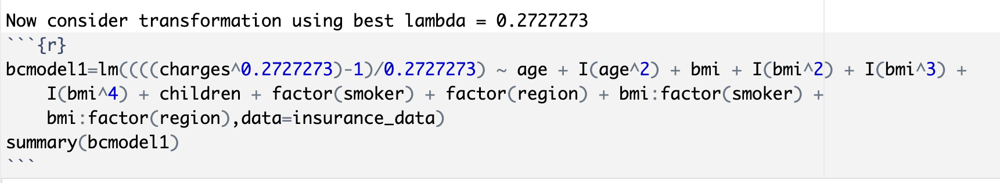 Now consider transformation using best lambda = 0.2727273
```{r}
bcmodel1=lm((((charges^0.2727273)-1)/0.2727273) ~ age + I(age^2) + bmi + I(bmi^2) + I(bmi^3) +
    I(bmi^4) + children + factor(smoker) + factor(region) + bmi:factor(smoker) +
    bmi:factor(region),data=insurance_data)
summary(bcmodel1)
```